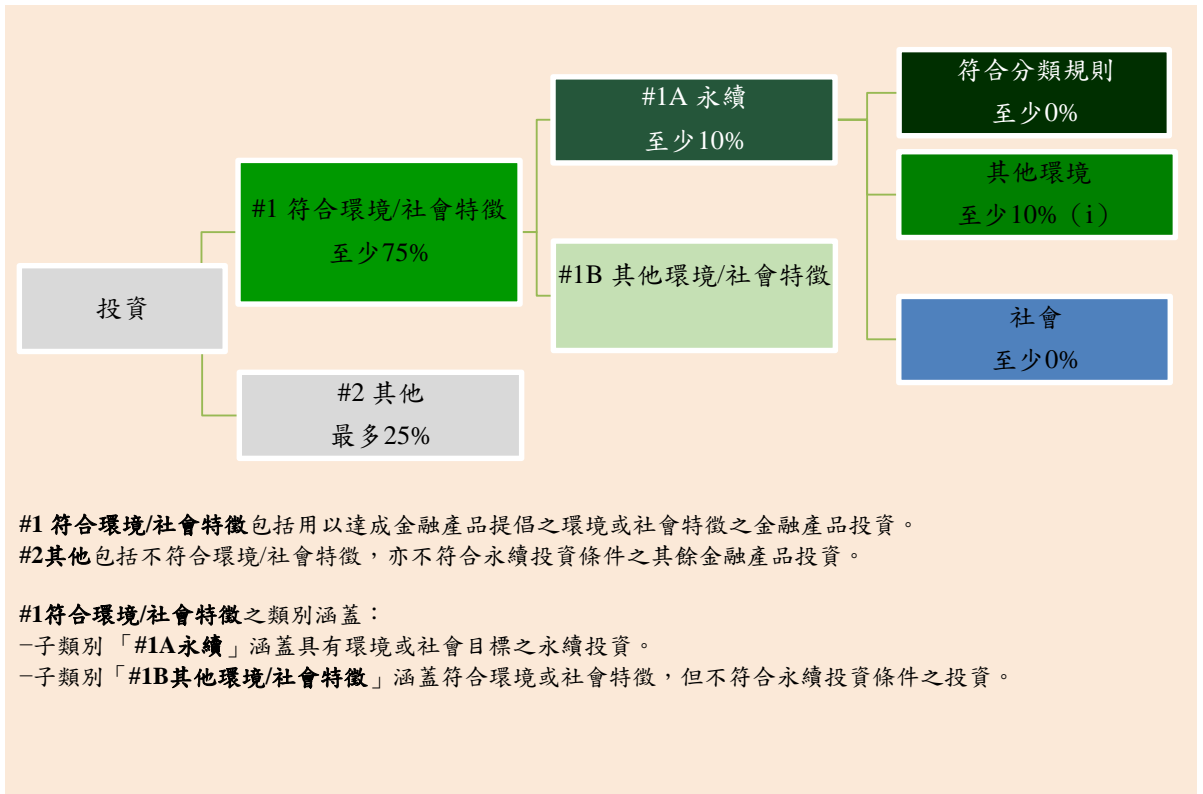 投資
#1 符合環境/社會特徵
至少75%
#2 其他
最多25%
#1A 永續
至少10%
#1B 其他環境/社會特徵
符合分類規則
至少0%
其他環境
至少10%（i）
社會
至少0%
#1 符合環境/社會特徵包括用以達成金融產品提倡之環境或社會特徵之金融產品投資。
#2其他包括不符合環境/社會特徵，亦不符合永續投資條件之其餘金融產品投資。
#1符合環境/社會特徵之類別涵蓋：
−子類別「#1A永續」涵蓋具有環境或社會目標之永續投資。
−子類別「#1B其他環境/社會特徵」涵蓋符合環境或社會特徵，但不符合永續投資條件之投資。